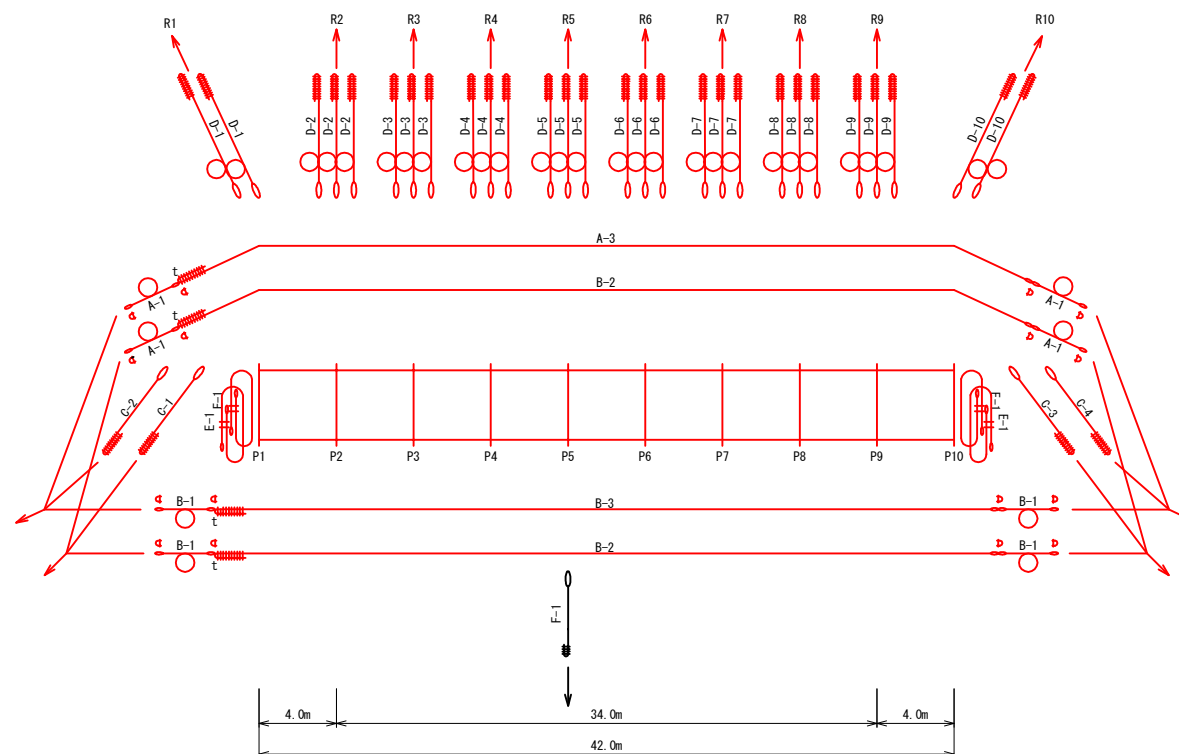 R1 R2 R3 R4 R5 R6 R7 R8 R9 R10
D-1 D-1 D-2 D-2 D-2 D-3 D-3 D-3 D-4 D-4 D-4 D-5 D-5 D-5 D-6 D-6 D-6 D-7 D-7 D-7 D-8 D-8 D-8 D-9 D-9 D-9 D-10 D-10
A-3
t
A-1 A-1
B-2
t
A-1 A-1
C-2 C-1 C-3 C-4
E-1 F-1 F-1 E-1
P1 P2 P3 P4 P5 P6 P7 P8 P9 P10
B-1 B-3 B-1
t
B-1 B-2 B-1
t
F-1
4.0m 34.0m 4.0m
42.0m